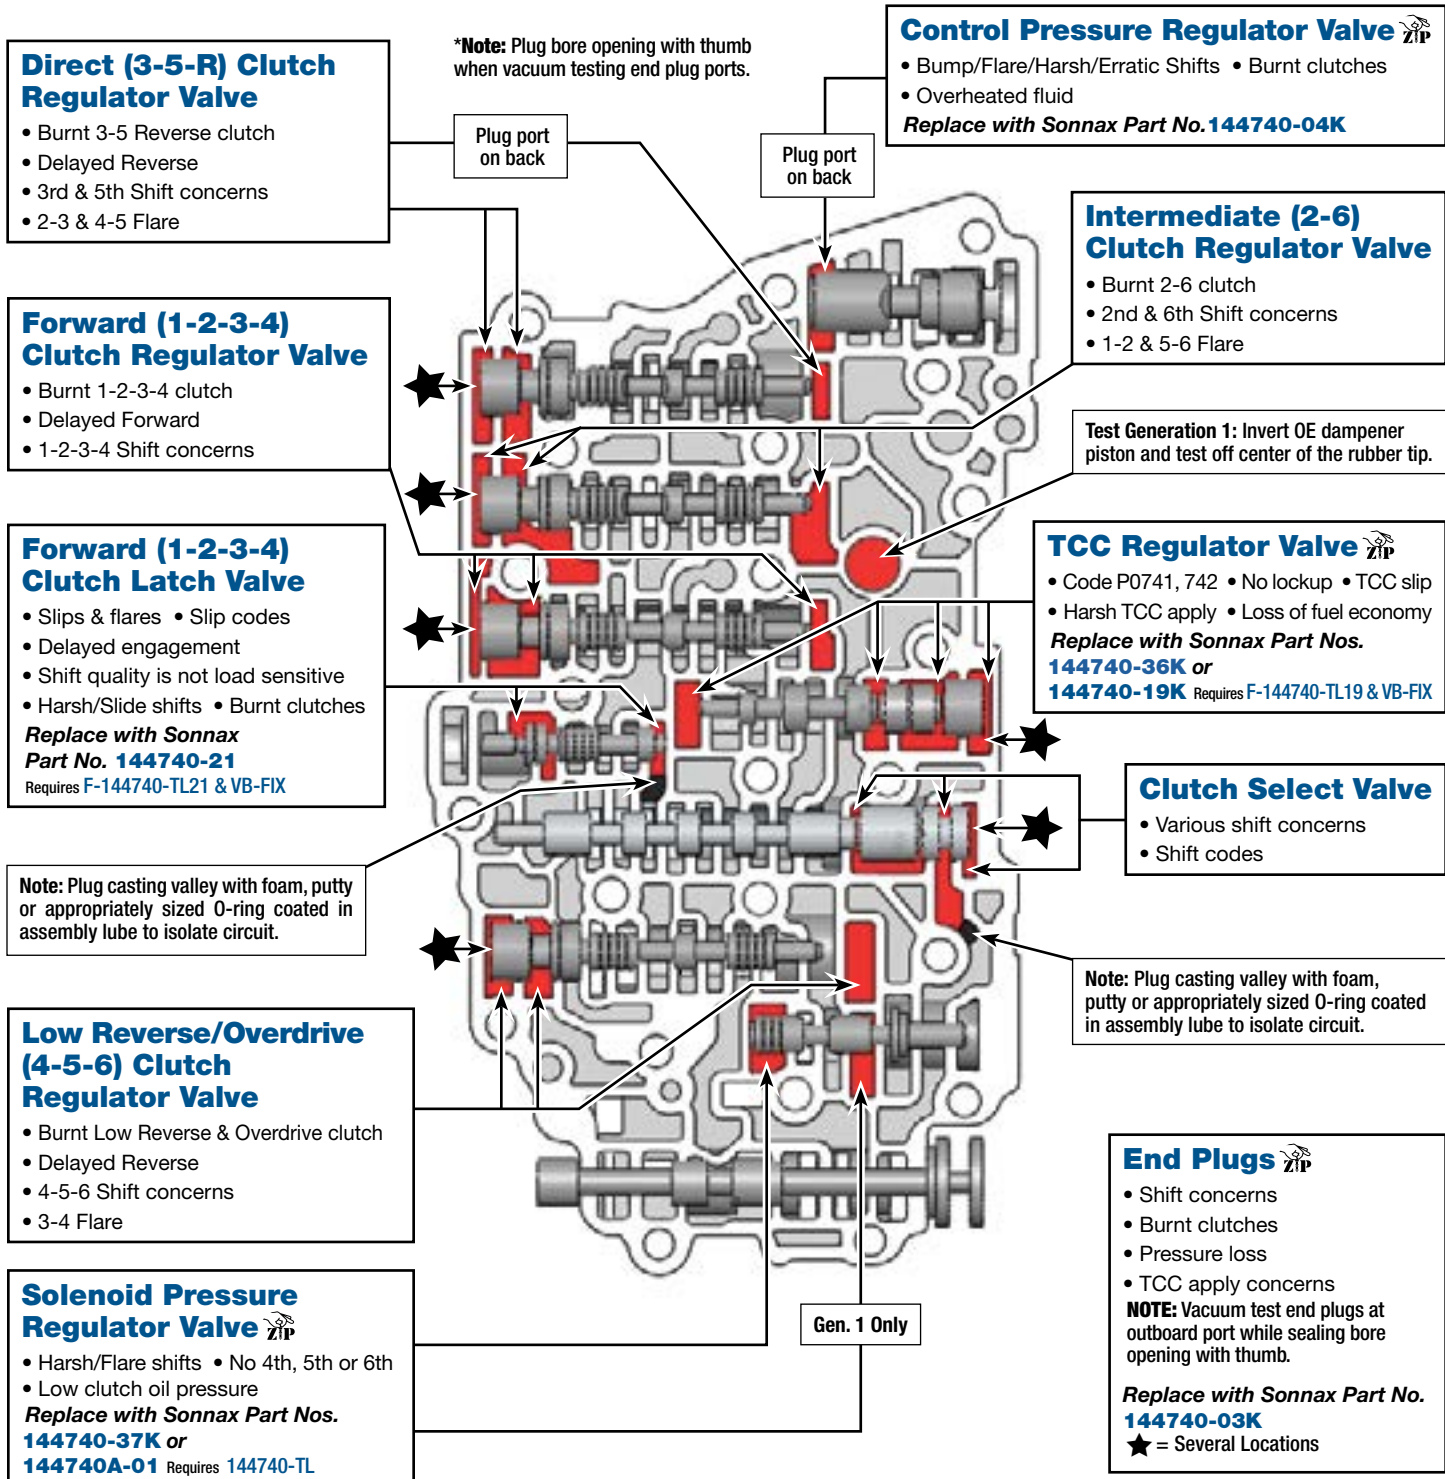 *Note: Plug bore opening with thumb
when vacuum testing end plug ports.
Direct (3-5-R) Clutch
Regulator Valve
• Burnt 3-5 Reverse clutch
• Delayed Reverse
• 3rd & 5th Shift concerns
• 2-3 & 4-5 Flare
Plug port
on back
Plug port
on back
Control Pressure Regulator Valve ZIP
• Bump/Flare/Harsh/Erratic Shifts • Burnt clutches
• Overheated fluid
Replace with Sonnax Part No. 144740-04K
Intermediate (2-6)
Clutch Regulator Valve
• Burnt 2-6 clutch
• 2nd & 6th Shift concerns
• 1-2 & 5-6 Flare
Forward (1-2-3-4)
Clutch Regulator Valve
• Burnt 1-2-3-4 clutch
• Delayed Forward
• 1-2-3-4 Shift concerns
Test Generation 1: Invert OE dampener
piston and test off center of the rubber tip.
Forward (1-2-3-4)
Clutch Latch Valve
• Slips & flares • Slip codes
• Delayed engagement
• Shift quality is not load sensitive
• Harsh/Slide shifts • Burnt clutches
Replace with Sonnax
Part No. 144740-21
Requires F-144740-TL21 & VB-FIX
TCC Regulator Valve ZIP
• Code P0741, 742 • No lockup • TCC slip
• Harsh TCC apply • Loss of fuel economy
Replace with Sonnax Part Nos.
144740-36K or
144740-19K Requires F-144740-TL19 & VB-FIX
Clutch Select Valve
• Various shift concerns
• Shift codes
Note: Plug casting valley with foam, putty
or appropriately sized O-ring coated in
assembly lube to isolate circuit.
Note: Plug casting valley with foam,
putty or appropriately sized O-ring coated
in assembly lube to isolate circuit.
Low Reverse/Overdrive
(4-5-6) Clutch
Regulator Valve
• Burnt Low Reverse & Overdrive clutch
• Delayed Reverse
• 4-5-6 Shift concerns
• 3-4 Flare
Solenoid Pressure
Regulator Valve ZIP
• Harsh/Flare shifts • No 4th, 5th or 6th
• Low clutch oil pressure
Replace with Sonnax Part Nos.
144740-37K or
144740A-01 Requires 144740-TL
Gen. 1 Only
End Plugs ZIP
• Shift concerns
• Burnt clutches
• Pressure loss
• TCC apply concerns
NOTE: Vacuum test end plugs at
outboard port while sealing bore
opening with thumb.
Replace with Sonnax Part No.
144740-03K
★ = Several Locations